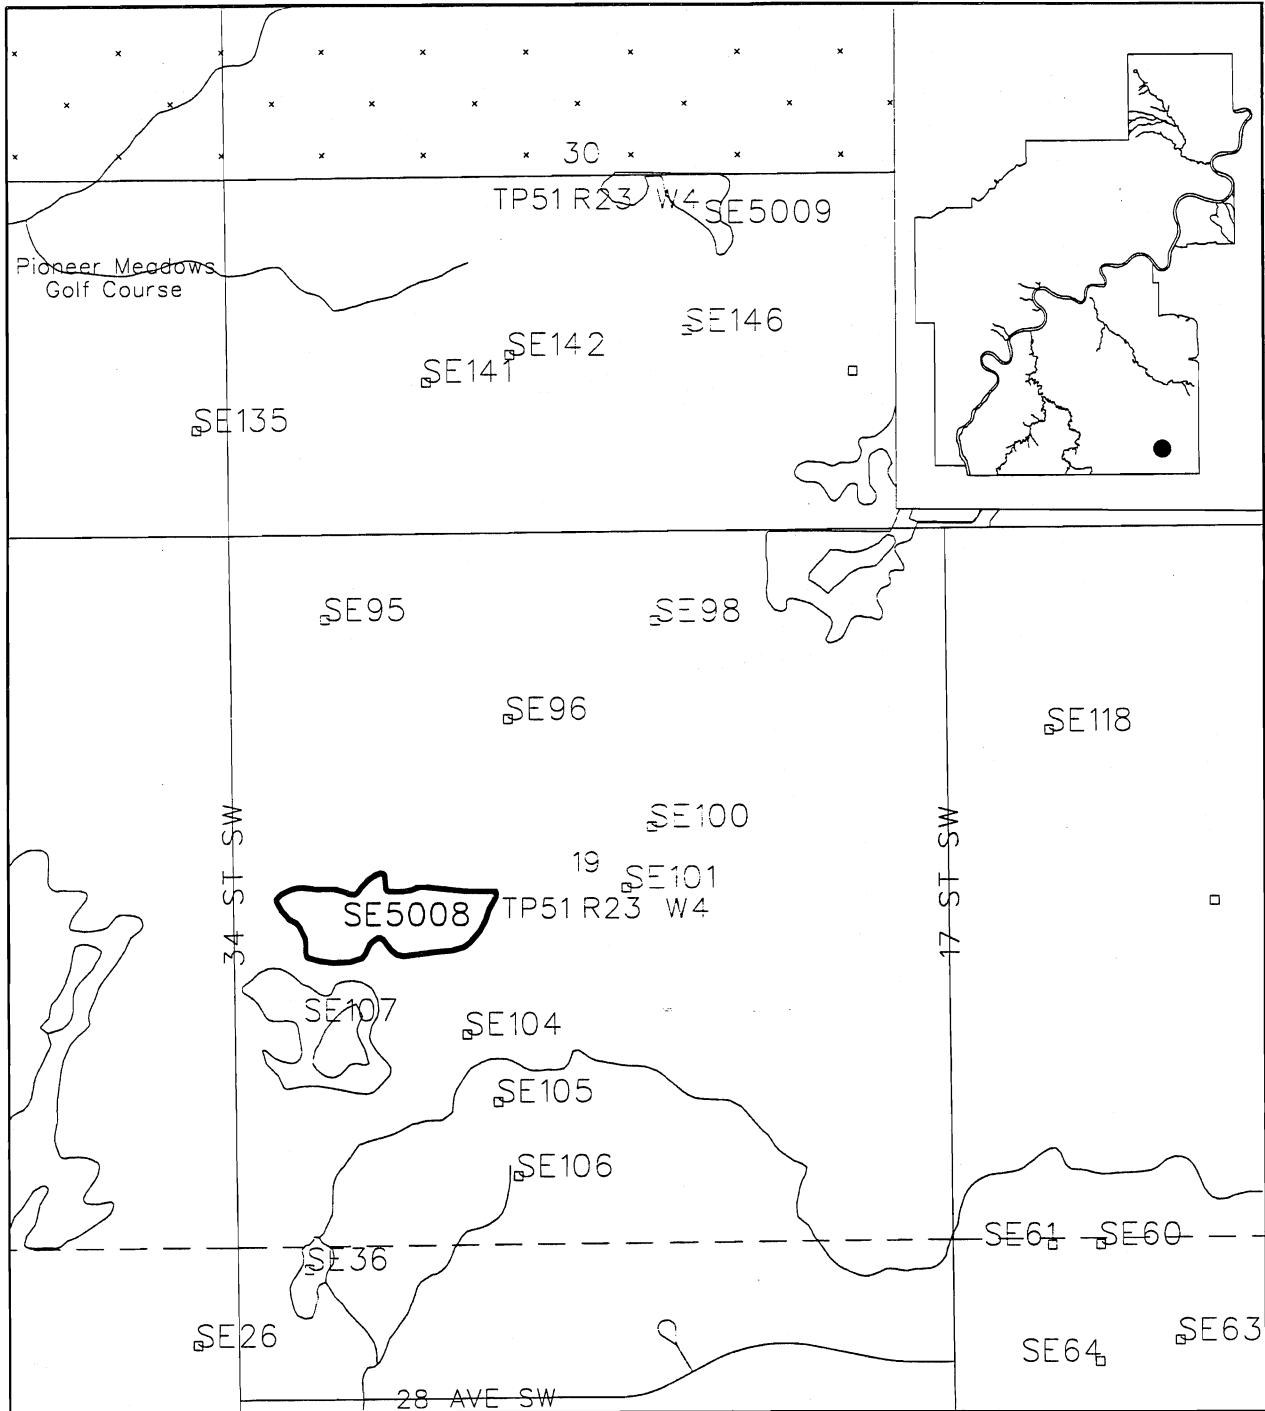 30
TP51 R23 W4
SE5009
Pioneer Meadows
Golf Course
SE146
SE142
SE141
SE135
SE95
SE98
SE96
SE118
34 ST SW
17 ST SW
SE100
19
SE101
SE5008
TP51 R23 W4
SE107
SE104
SE105
SE106
SE61
SE60
SE36
SE26
SE63
SE64
28 AVE SW